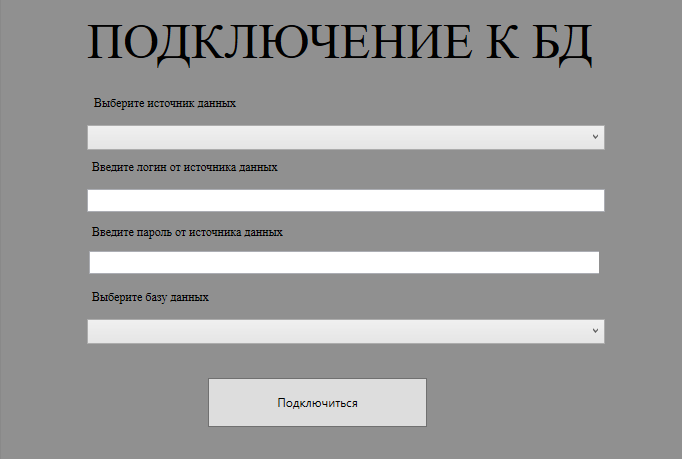 ПОДКЛЮЧЕНИЕ К БД
Выберите источник данных
Введите логин от источника данных
Введите пароль от источника данных
Выберите базу данных
Подключиться